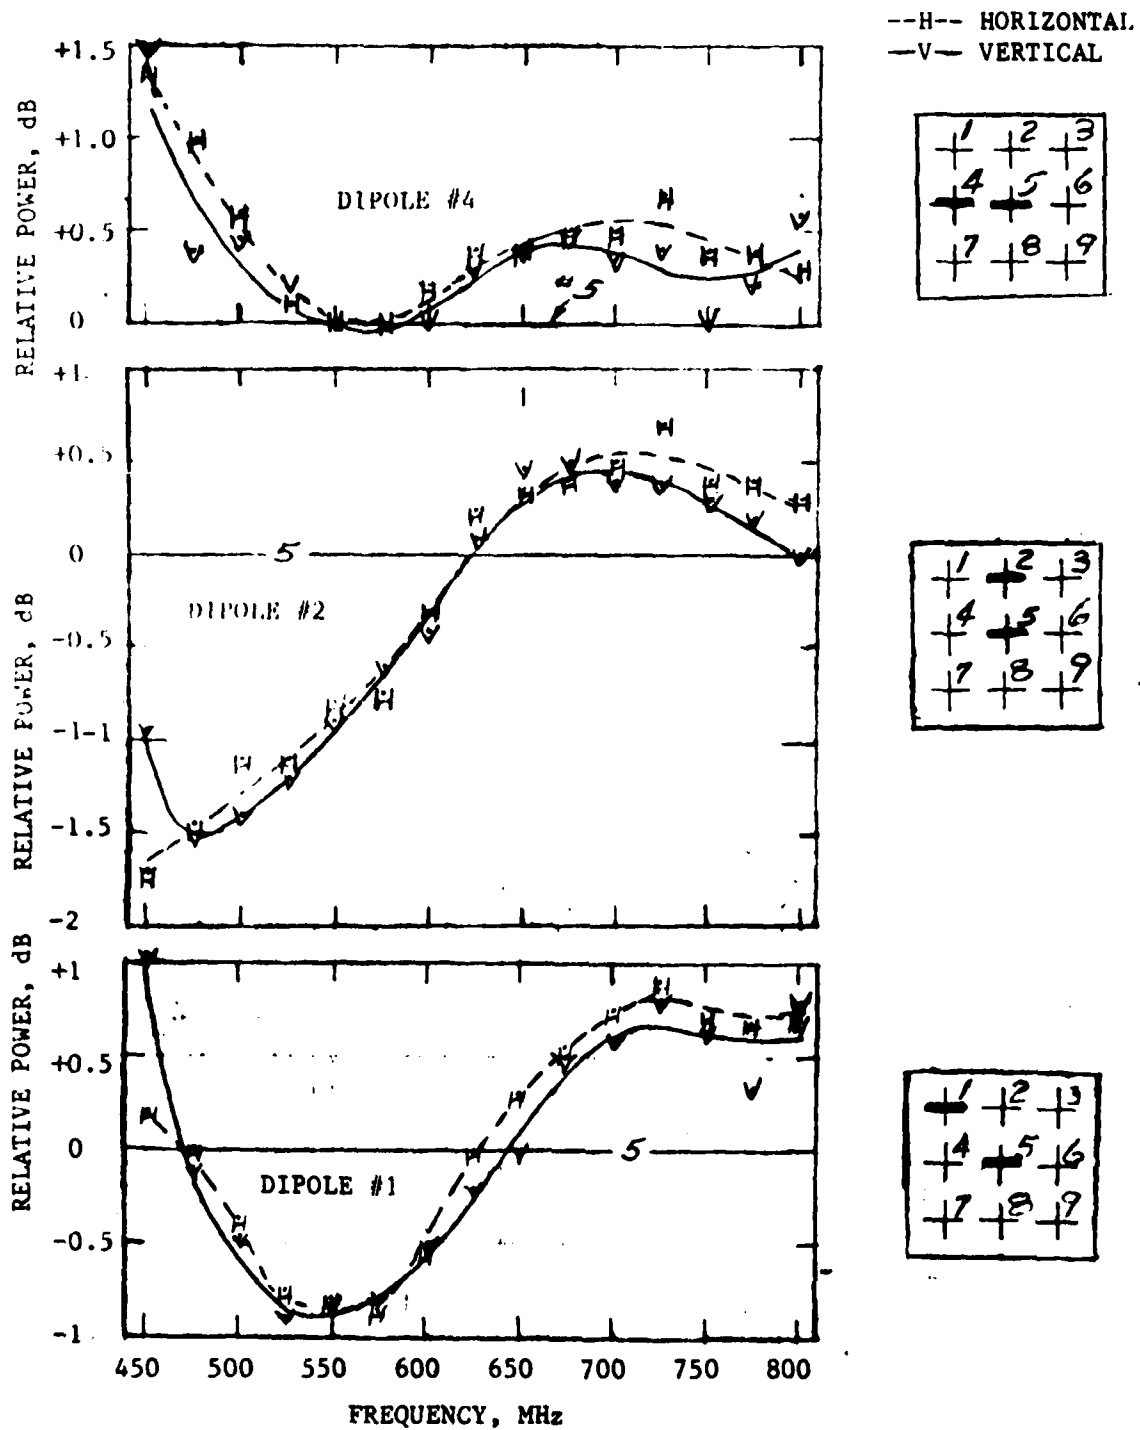 --H-- HORIZONTAL
—V— VERTICAL
+1.5
+1.0
+0.5
0
RELATIVE POWER, dB
DIPOLE #4
" 5
1 2 3
4 5 6
7 8 9
+1.
+0.5
0
-0.5
-1
-1.5
-2
RELATIVE POWER, dB
5
DIPOLE #2
1 2 3
4 5 6
7 8 9
+1
+0.5
0
-0.5
-1
RELATIVE POWER, dB
5
DIPOLE #1
1 2 3
4 5 6
7 8 9
450 500 550 600 650 700 750 800
FREQUENCY, MHz